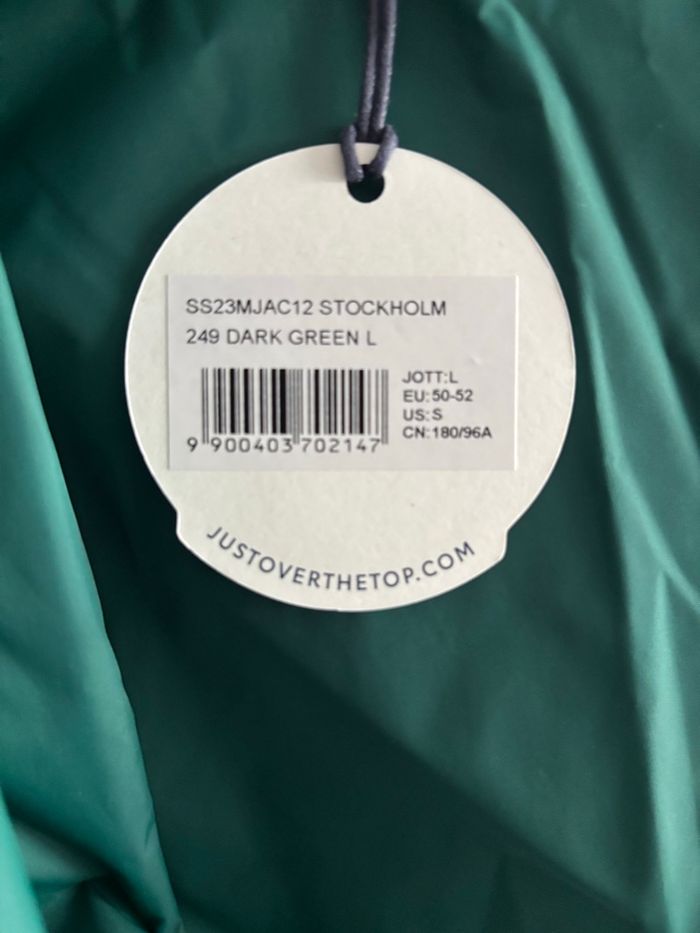 SS23MJAC12 STOCKHOLM
249 DARK GREEN L
JOTT:L
EU:50-52
US:S
CN:180/96A
9 900403 702147
JUSTOVERTHETOP.COM